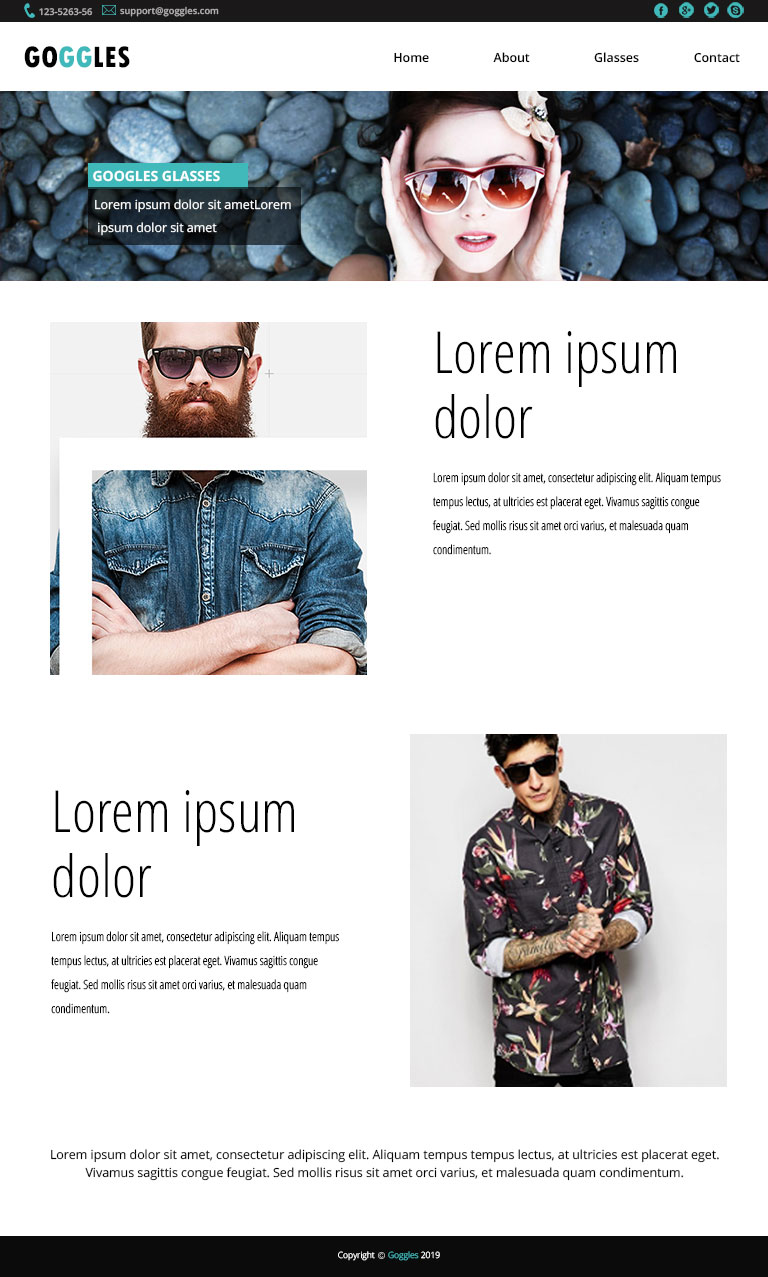 123-5263-56 support@goggles.com
GOGGLES
Home About Glasses Contact
GOOGLES GLASSES
Lorem ipsum dolor sit ametLorem
ipsum dolor sit amet
Lorem ipsum
dolor
Lorem ipsum dolor sit amet, consectetur adipiscing elit. Aliquam tempus
tempus lectus, at ultricies est placerat eget. Vivamus sagittis congue
feugiat. Sed mollis risus sit amet orci varius, et malesuada quam
condimentum.
Lorem ipsum
dolor
Lorem ipsum dolor sit amet, consectetur adipiscing elit. Aliquam tempus
tempus lectus, at ultricies est placerat eget. Vivamus sagittis congue
feugiat. Sed mollis risus sit amet orci varius, et malesuada quam
condimentum.
Lorem ipsum dolor sit amet, consectetur adipiscing elit. Aliquam tempus tempus lectus, at ultricies est placerat eget.
Vivamus sagittis congue feugiat. Sed mollis risus sit amet orci varius, et malesuada quam condimentum.
Copyright © Goggles 2019